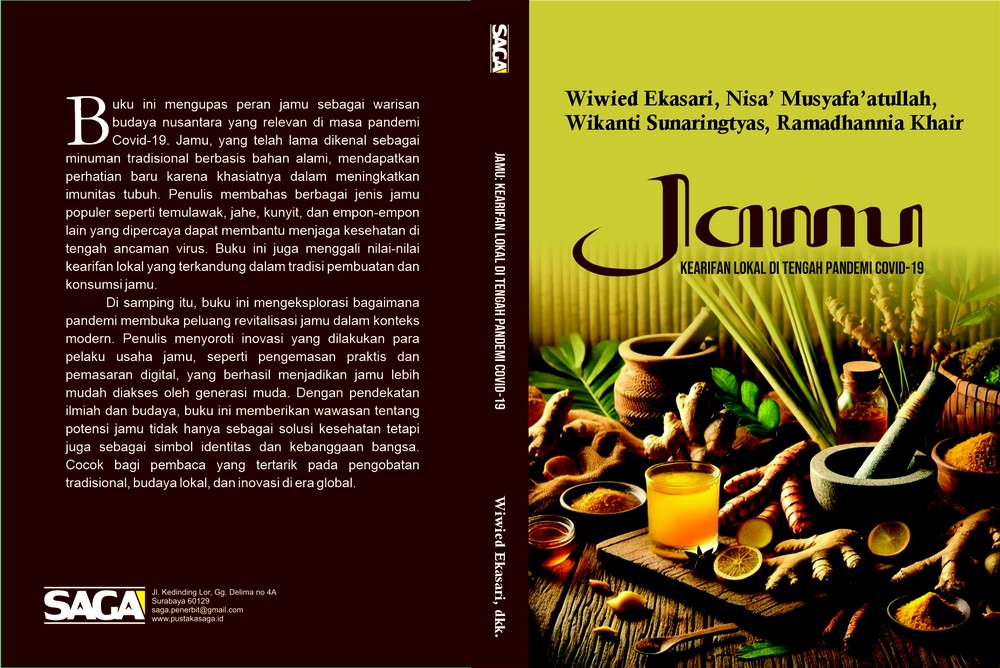 Buku ini mengupas peran jamu sebagai warisan
budaya nusantara yang relevan di masa pandemi
Covid-19. Jamu, yang telah lama dikenal sebagai
minuman tradisional berbasis bahan alami, mendapatkan
perhatian baru karena khasiatnya dalam meningkatkan
imunitas tubuh. Penulis membahas berbagai jenis jamu
populer seperti temulawak, jahe, kunyit, dan empon-empon
lain yang dipercaya dapat membantu menjaga kesehatan di
tengah ancaman virus. Buku ini juga menggali nilai-nilai
kearifan lokal yang terkandung dalam tradisi pembuatan dan
konsumsi jamu.
Di samping itu, buku ini mengeksplorasi bagaimana
pandemi membuka peluang revitalisasi jamu dalam konteks
modern. Penulis menyoroti inovasi yang dilakukan para
pelaku usaha jamu, seperti pengemasan praktis dan
pemasaran digital, yang berhasil menjadikan jamu lebih
mudah diakses oleh generasi muda. Dengan pendekatan
ilmiah dan budaya, buku ini memberikan wawasan tentang
potensi jamu tidak hanya sebagai solusi kesehatan tetapi
juga sebagai simbol identitas dan kebanggaan bangsa.
Cocok bagi pembaca yang tertarik pada pengobatan
tradisional, budaya lokal, dan inovasi di era global.
SAGA
Jl. Kedinding Lor, Gg. Delima no 4A
Surabaya 60129
saga.penerbit@gmail.com
www.pustakasaga.id
SAGA
JAMU: KEARIFAN LOKAL DI TENGAH PANDEMI COVID-19
Wiwied Ekasari, dkk.
Wiwied Ekasari, Nisa' Musyafa'atullah,
Wikanti Sunaringtyas, Ramadhannia Khair
Jamu
KEARIFAN LOKAL DI TENGAH PANDEMI COVID-19